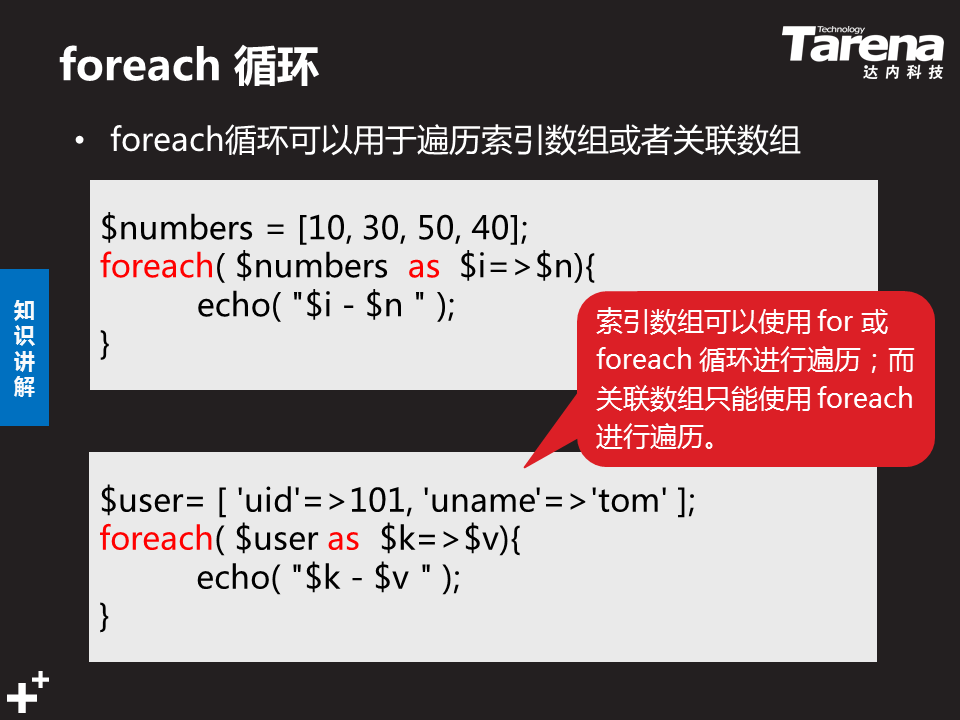 foreach 循环
Technology
Tarena
达内科技
• foreach循环可以用于遍历索引数组或者关联数组
$numbers = [10, 30, 50, 40];
foreach( $numbers  as  $i=>$n){
echo( "$i - $n " );
}
知
识
讲
解
索引数组可以使用 for 或
foreach 循环进行遍历；而
关联数组只能使用 foreach
进行遍历。
$user= [ 'uid'=>101, 'uname'=>'tom' ];
foreach( $user as  $k=>$v){
echo( "$k - $v " );
}